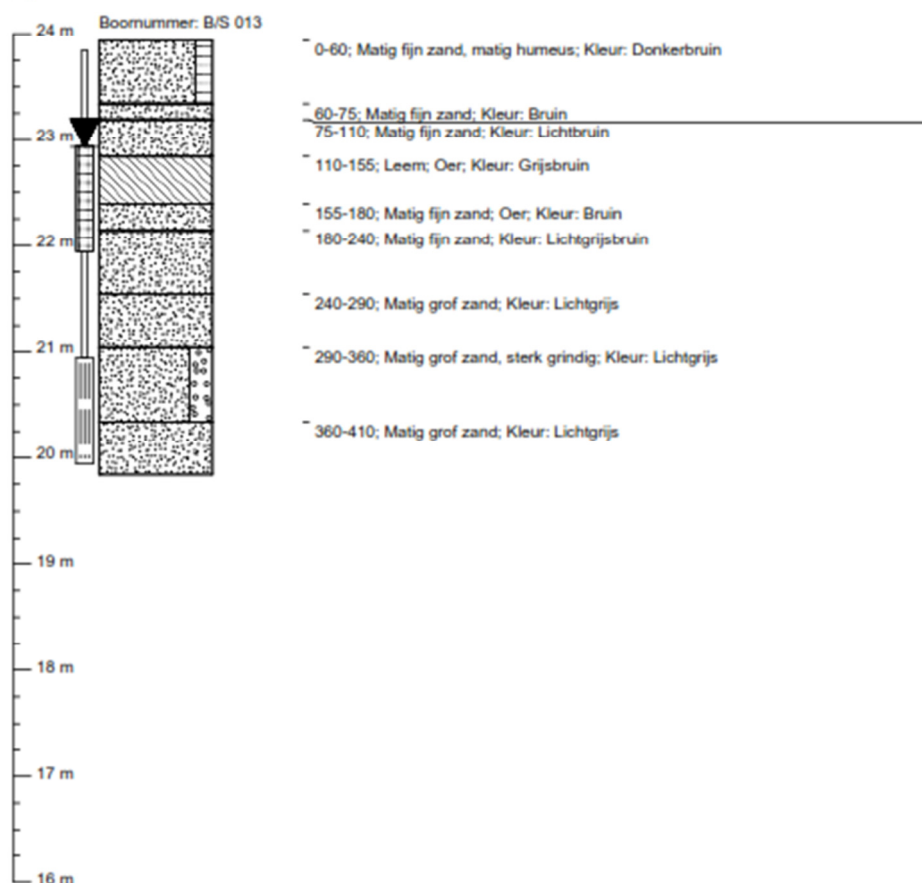 Boornummer: B/S 013
24 m
0-60; Matig fijn zand, matig humeus; Kleur: Donkerbruin
60-75; Matig fijn zand; Kleur: Bruin
23 m
75-110; Matig fijn zand; Kleur: Lichtbruin
110-155; Leem; Oer; Kleur: Grijsbruin
155-180; Matig fijn zand; Oer; Kleur: Bruin
22 m
180-240; Matig fijn zand; Kleur: Lichtgrijsbruin
240-290; Matig grof zand; Kleur: Lichtgrijs
21 m
290-360; Matig grof zand, sterk grindig; Kleur: Lichtgrijs
360-410; Matig grof zand; Kleur: Lichtgrijs
20 m
19 m
18 m
17 m
16 m